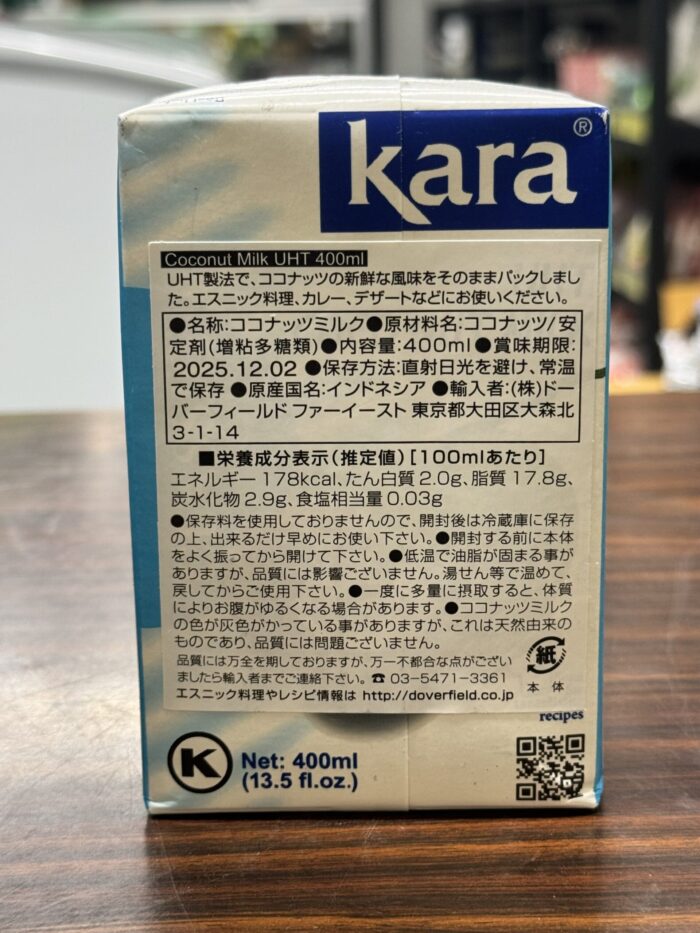 kara®
Coconut Milk UHT 400ml
UHT製法で、ココナッツの新鮮な風味をそのままパックしまし
た。エスニック料理、カレー、デザートなどにお使いください。
●名称:ココナッツミルク●原材料名:ココナッツ/安
定剤(増粘多糖類)●内容量:400ml●賞味期限:
2025.12.02 ●保存方法:直射日光を避け、常温
で保存 ●原産国名:インドネシア ●輸入者:(株)ドー
バーフィールド ファーイースト 東京都大田区大森北
3-1-14
■栄養成分表示(推定値)[100mlあたり]
エネルギー 178kcal、たん白質 2.0g、脂質 17.8g、
炭水化物 2.9g、食塩相当量 0.03g
●保存料を使用しておりませんので、開封後は冷蔵庫に保存
の上、出来るだけ早めにお使い下さい。●開封する前に本体
をよく振ってから開けて下さい。●低温で油脂が固まる事が
ありますが、品質には影響ございません。湯せん等で温めて、
戻してからご使用下さい。●一度に多量に摂取すると、体質
によりお腹がゆるくなる場合があります。●ココナッツミルク
の色が灰色がかっている事がありますが、これは天然由来の
ものであり、品質には問題ございません。
品質には万全を期しておりますが、万一不都合な点がござい
ましたら輸入者までご連絡下さい。☎ 03-5471-3361
エスニック料理やレシピ情報は http://doverfield.co.jp
紙
本体
recipes
K
Net: 400ml
(13.5 fl.oz.)